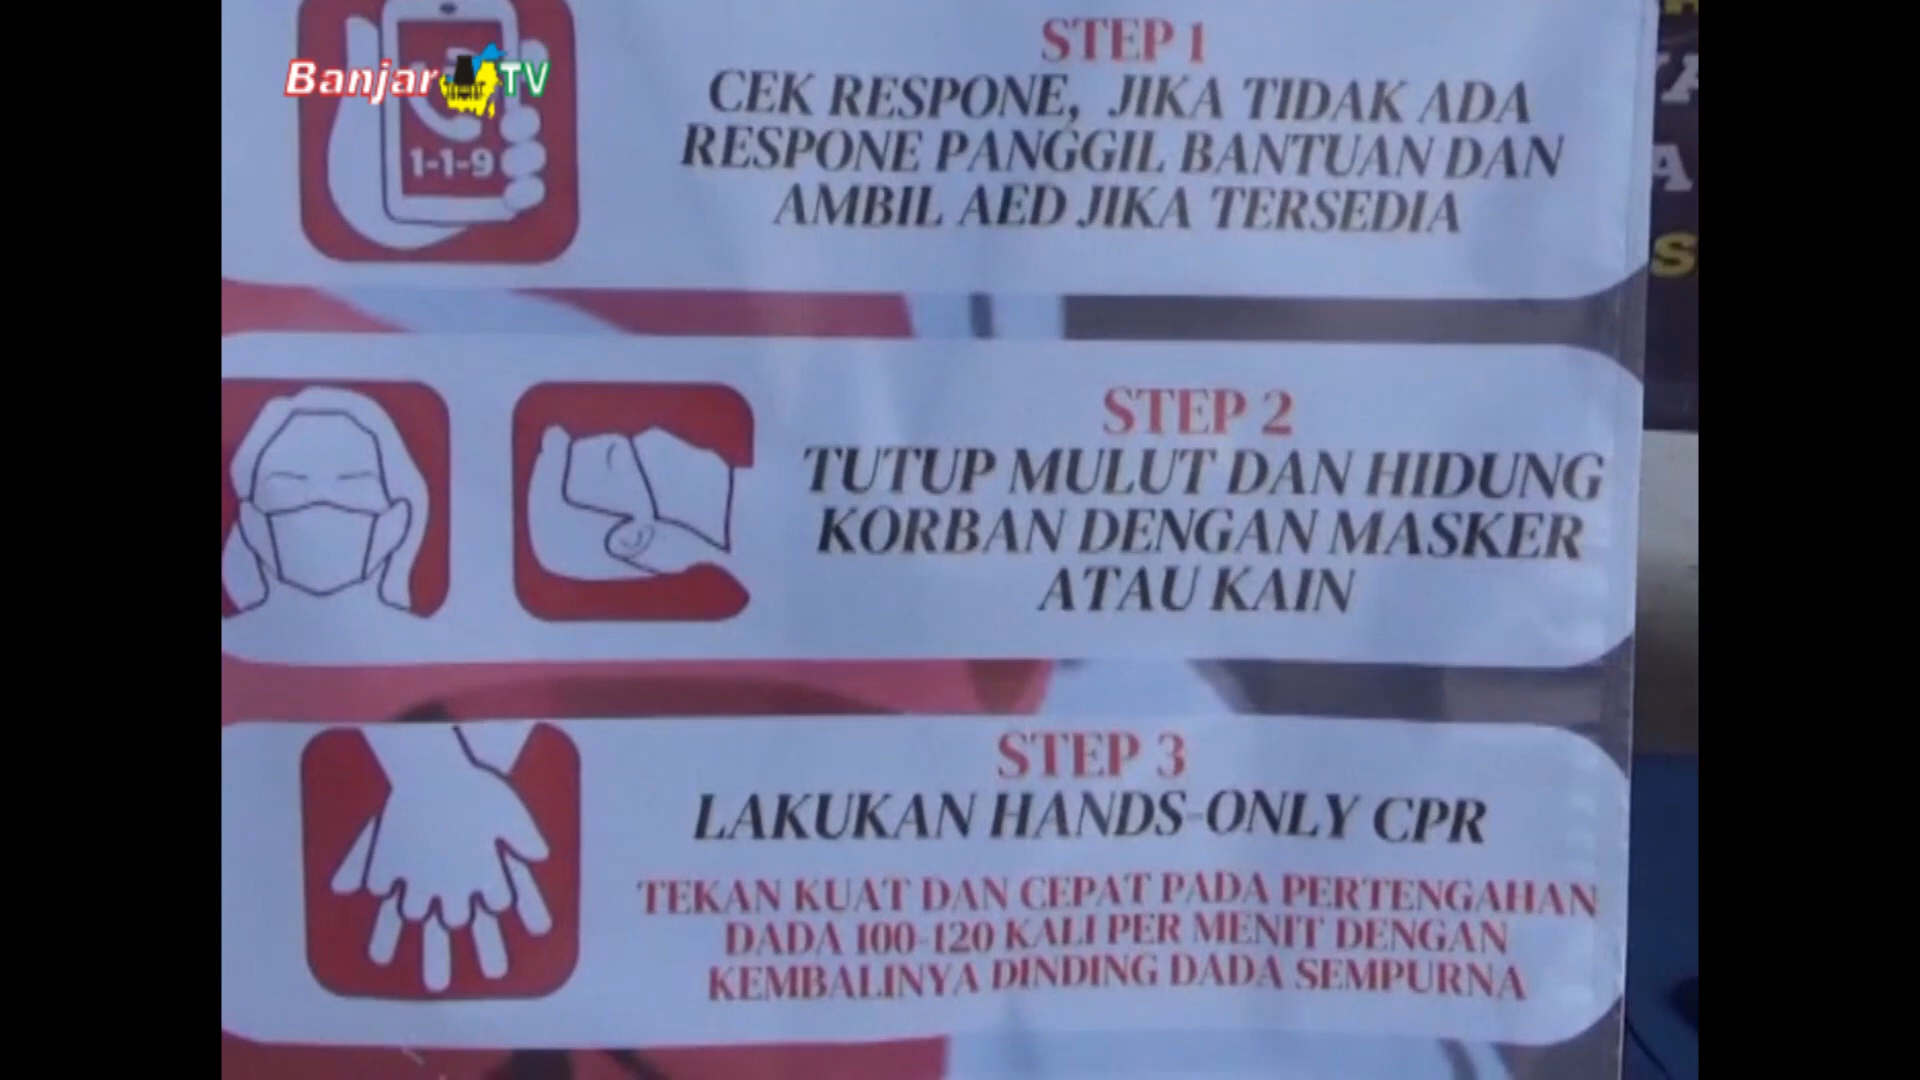 Banjar TV
1-1-9
STEP 1
CEK RESPONE, JIKA TIDAK ADA
RESPONE PANGGIL BANTUAN DAN
AMBIL AED JIKA TERSEDIA
STEP 2
TUTUP MULUT DAN HIDUNG
KORBAN DENGAN MASKER
ATAU KAIN
STEP 3
LAKUKAN HANDS-ONLY CPR
TEKAN KUAT DAN CEPAT PADA PERTENGAHAN
DADA 100-120 KALI PER MENIT DENGAN
KEMBALINYA DINDING DADA SEMPURNA